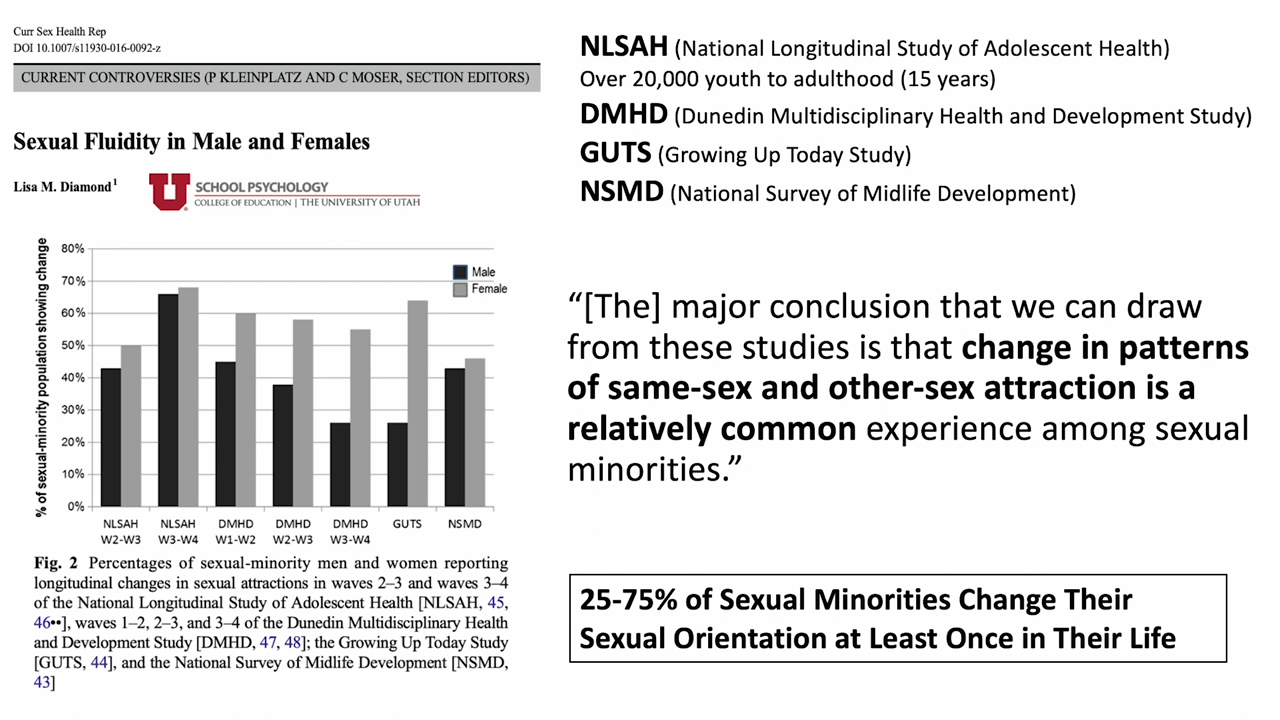 Curr Sex Health Rep
DOI 10.1007/s11930-016-0092-z
CURRENT CONTROVERSIES (P KLEINPLATZ AND C MOSER, SECTION EDITORS)
Sexual Fluidity in Male and Females
Lisa M. Diamond1
U
SCHOOL PSYCHOLOGY
COLLEGE OF EDUCATION | THE UNIVERSITY OF UTAH
% of sexual-minority population showing change
80%
70%
60%
50%
40%
30%
20%
10%
0%
Male
Female
NLSAH NLSAH DMHD DMHD DMHD GUTS NSMD
W2-W3 W3-W4 W1-W2 W2-W3 W3-W4
Fig. 2 Percentages of sexual-minority men and women reporting
longitudinal changes in sexual attractions in waves 2–3 and waves 3–4
of the National Longitudinal Study of Adolescent Health [NLSAH, 45,
46••], waves 1–2, 2–3, and 3–4 of the Dunedin Multidisciplinary Health
and Development Study [DMHD, 47, 48]; the Growing Up Today Study
[GUTS, 44], and the National Survey of Midlife Development [NSMD,
43]
NLSAH (National Longitudinal Study of Adolescent Health)
Over 20,000 youth to adulthood (15 years)
DMHD (Dunedin Multidisciplinary Health and Development Study)
GUTS (Growing Up Today Study)
NSMD (National Survey of Midlife Development)
“[The] major conclusion that we can draw
from these studies is that change in patterns
of same-sex and other-sex attraction is a
relatively common experience among sexual
minorities.”
25-75% of Sexual Minorities Change Their
Sexual Orientation at Least Once in Their Life